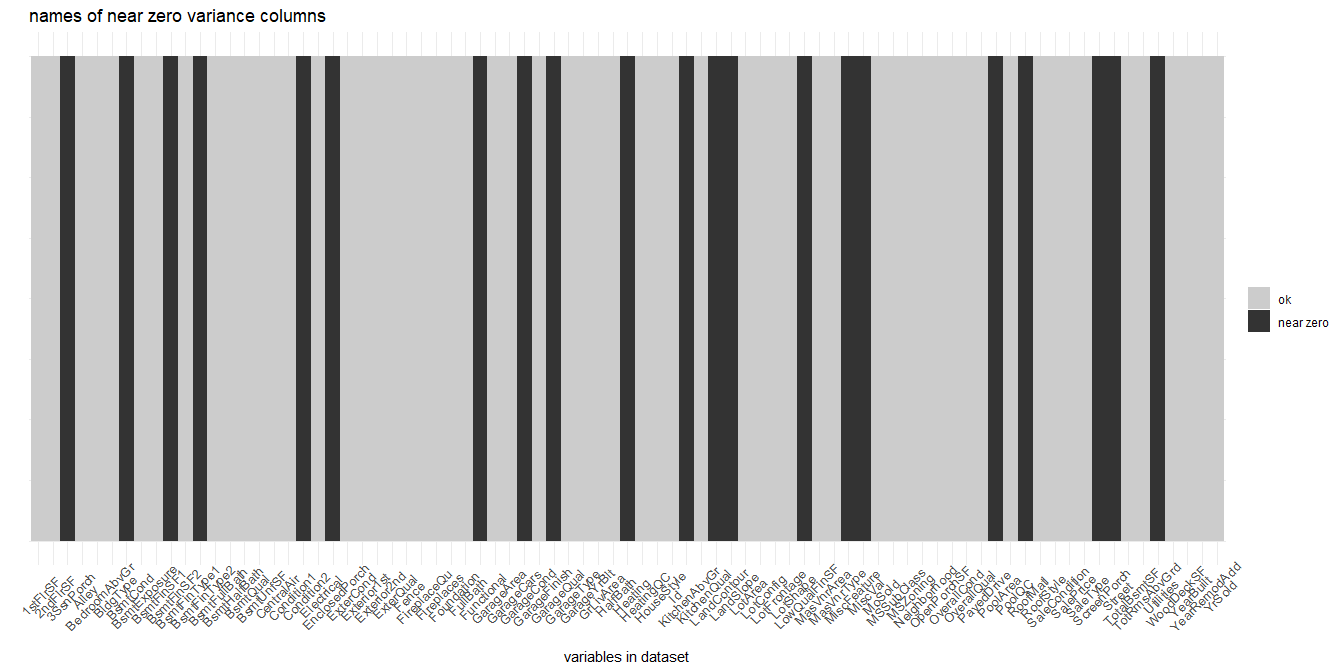 names of near zero variance columns
ok
near zero
1stFlrSF
2ndFlrSF
3SsnPorch
Alley
BedroomAbvGr
BldgType
BsmtCond
BsmtExposure
BsmtFinSF1
BsmtFinSF2
BsmtFinType1
BsmtFinType2
BsmtFullBath
BsmtHalfBath
BsmtQual
BsmtUnfSF
CentralAir
Condition1
Condition2
Electrical
EnclosedPorch
ExterCond
Exterior1st
Exterior2nd
ExterQual
Fence
FireplaceQu
Fireplaces
Foundation
FullBath
Functional
GarageArea
GarageCars
GarageCond
GarageFinish
GarageQual
GarageType
GarageYrBlt
GrLivArea
HalfBath
Heating
HeatingQC
HouseStyle
Id
KitchenAbvGr
KitchenQual
LandContour
LandSlope
LotArea
LotConfig
LotFrontage
LotShape
LowQualFinSF
MasVnrArea
MasVnrType
MiscFeature
MiscVal
MoSold
MSSubClass
MSZoning
Neighborhood
OpenPorchSF
OverallCond
OverallQual
PavedDrive
PoolArea
PoolQC
RoofMatl
RoofStyle
SaleCondition
SalePrice
SaleType
ScreenPorch
Street
TotalBsmtSF
TotRmsAbvGrd
Utilities
WoodDeckSF
YearBuilt
YearRemodAdd
YrSold
variables in dataset